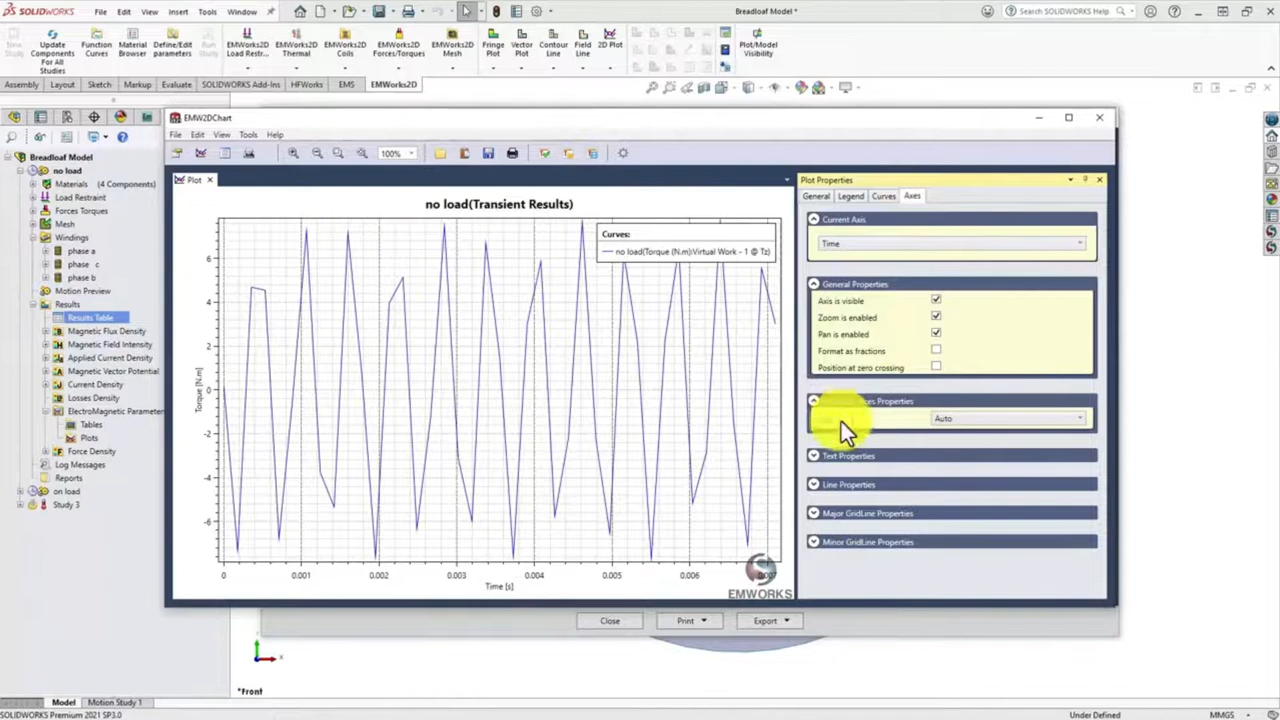 SOLIDWORKS File Edit View Insert Tools Window Breadloaf Model * Search SOLIDWORKS Help
New Study
Update Components For All Studies
Function Curves
Material Browser
Define/Edit parameters
Run Study
EMWorks2D Load Restr...
EMWorks2D Thermal
EMWorks2D Coils
EMWorks2D Forces/Torques
EMWorks2D Mesh
Fringe Plot
Vector Plot
Contour Line
Field Line
2D Plot
Plot/Model Visibility
Assembly Layout Sketch Markup Evaluate SOLIDWORKS Add-Ins HFWorks EMS EMWorks2D
Breadloaf Model
no load
Materials (4 Components)
Load Restraint
Forces Torques
Mesh
Windings
phase a
phase c
phase b
Motion Preview
Results
Results Table
Magnetic Flux Density
Magnetic Field Intensity
Applied Current Density
Magnetic Vector Potential
Current Density
Losses Density
ElectroMagnetic Parameter
Tables
Plots
Force Density
Log Messages
Reports
on load
Study 3
EMW2DChart
File Edit View Tools Help
100%
Plot
no load(Transient Results)
Curves:
no load(Torque (N.m):Virtual Work - 1 @ Tz)
Torque [N.m]
6
4
2
0
-2
-4
-6
0 0.001 0.002 0.003 0.004 0.005 0.006 0.007
Time [s]
EMWORKS
Plot Properties
General Legend Curves Axes
Current Axis
Time
General Properties
Axis is visible
Zoom is enabled
Pan is enabled
Format as fractions
Position at zero crossing
Properties
Auto
Text Properties
Line Properties
Major GridLine Properties
Minor GridLine Properties
Close Print Export
x
*Front
Model Motion Study 1
SOLIDWORKS Premium 2021 SP3.0 Under Defined MMGS